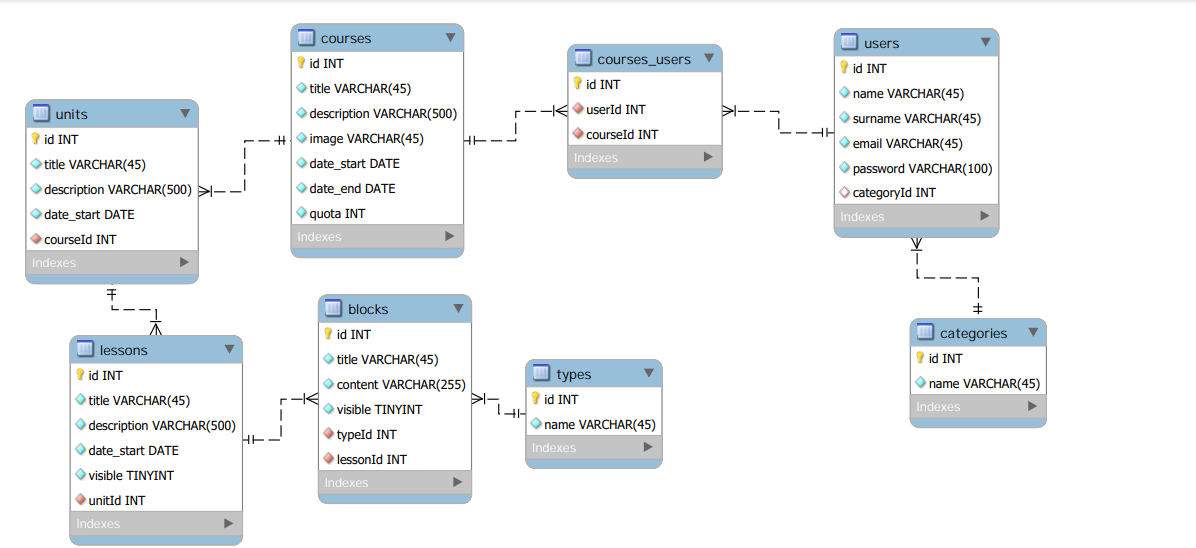 courses
id INT
title VARCHAR(45)
description VARCHAR(500)
image VARCHAR(45)
date_start DATE
date_end DATE
quota INT
Indexes
courses_users
id INT
userId INT
courseId INT
Indexes
users
id INT
name VARCHAR(45)
surname VARCHAR(45)
email VARCHAR(45)
password VARCHAR(100)
categoryId INT
Indexes
units
id INT
title VARCHAR(45)
description VARCHAR(500)
date_start DATE
courseId INT
Indexes
blocks
id INT
title VARCHAR(45)
content VARCHAR(255)
visible TINYINT
typeId INT
lessonId INT
Indexes
categories
id INT
name VARCHAR(45)
Indexes
lessons
id INT
title VARCHAR(45)
description VARCHAR(500)
date_start DATE
visible TINYINT
unitId INT
Indexes
types
id INT
name VARCHAR(45)
Indexes